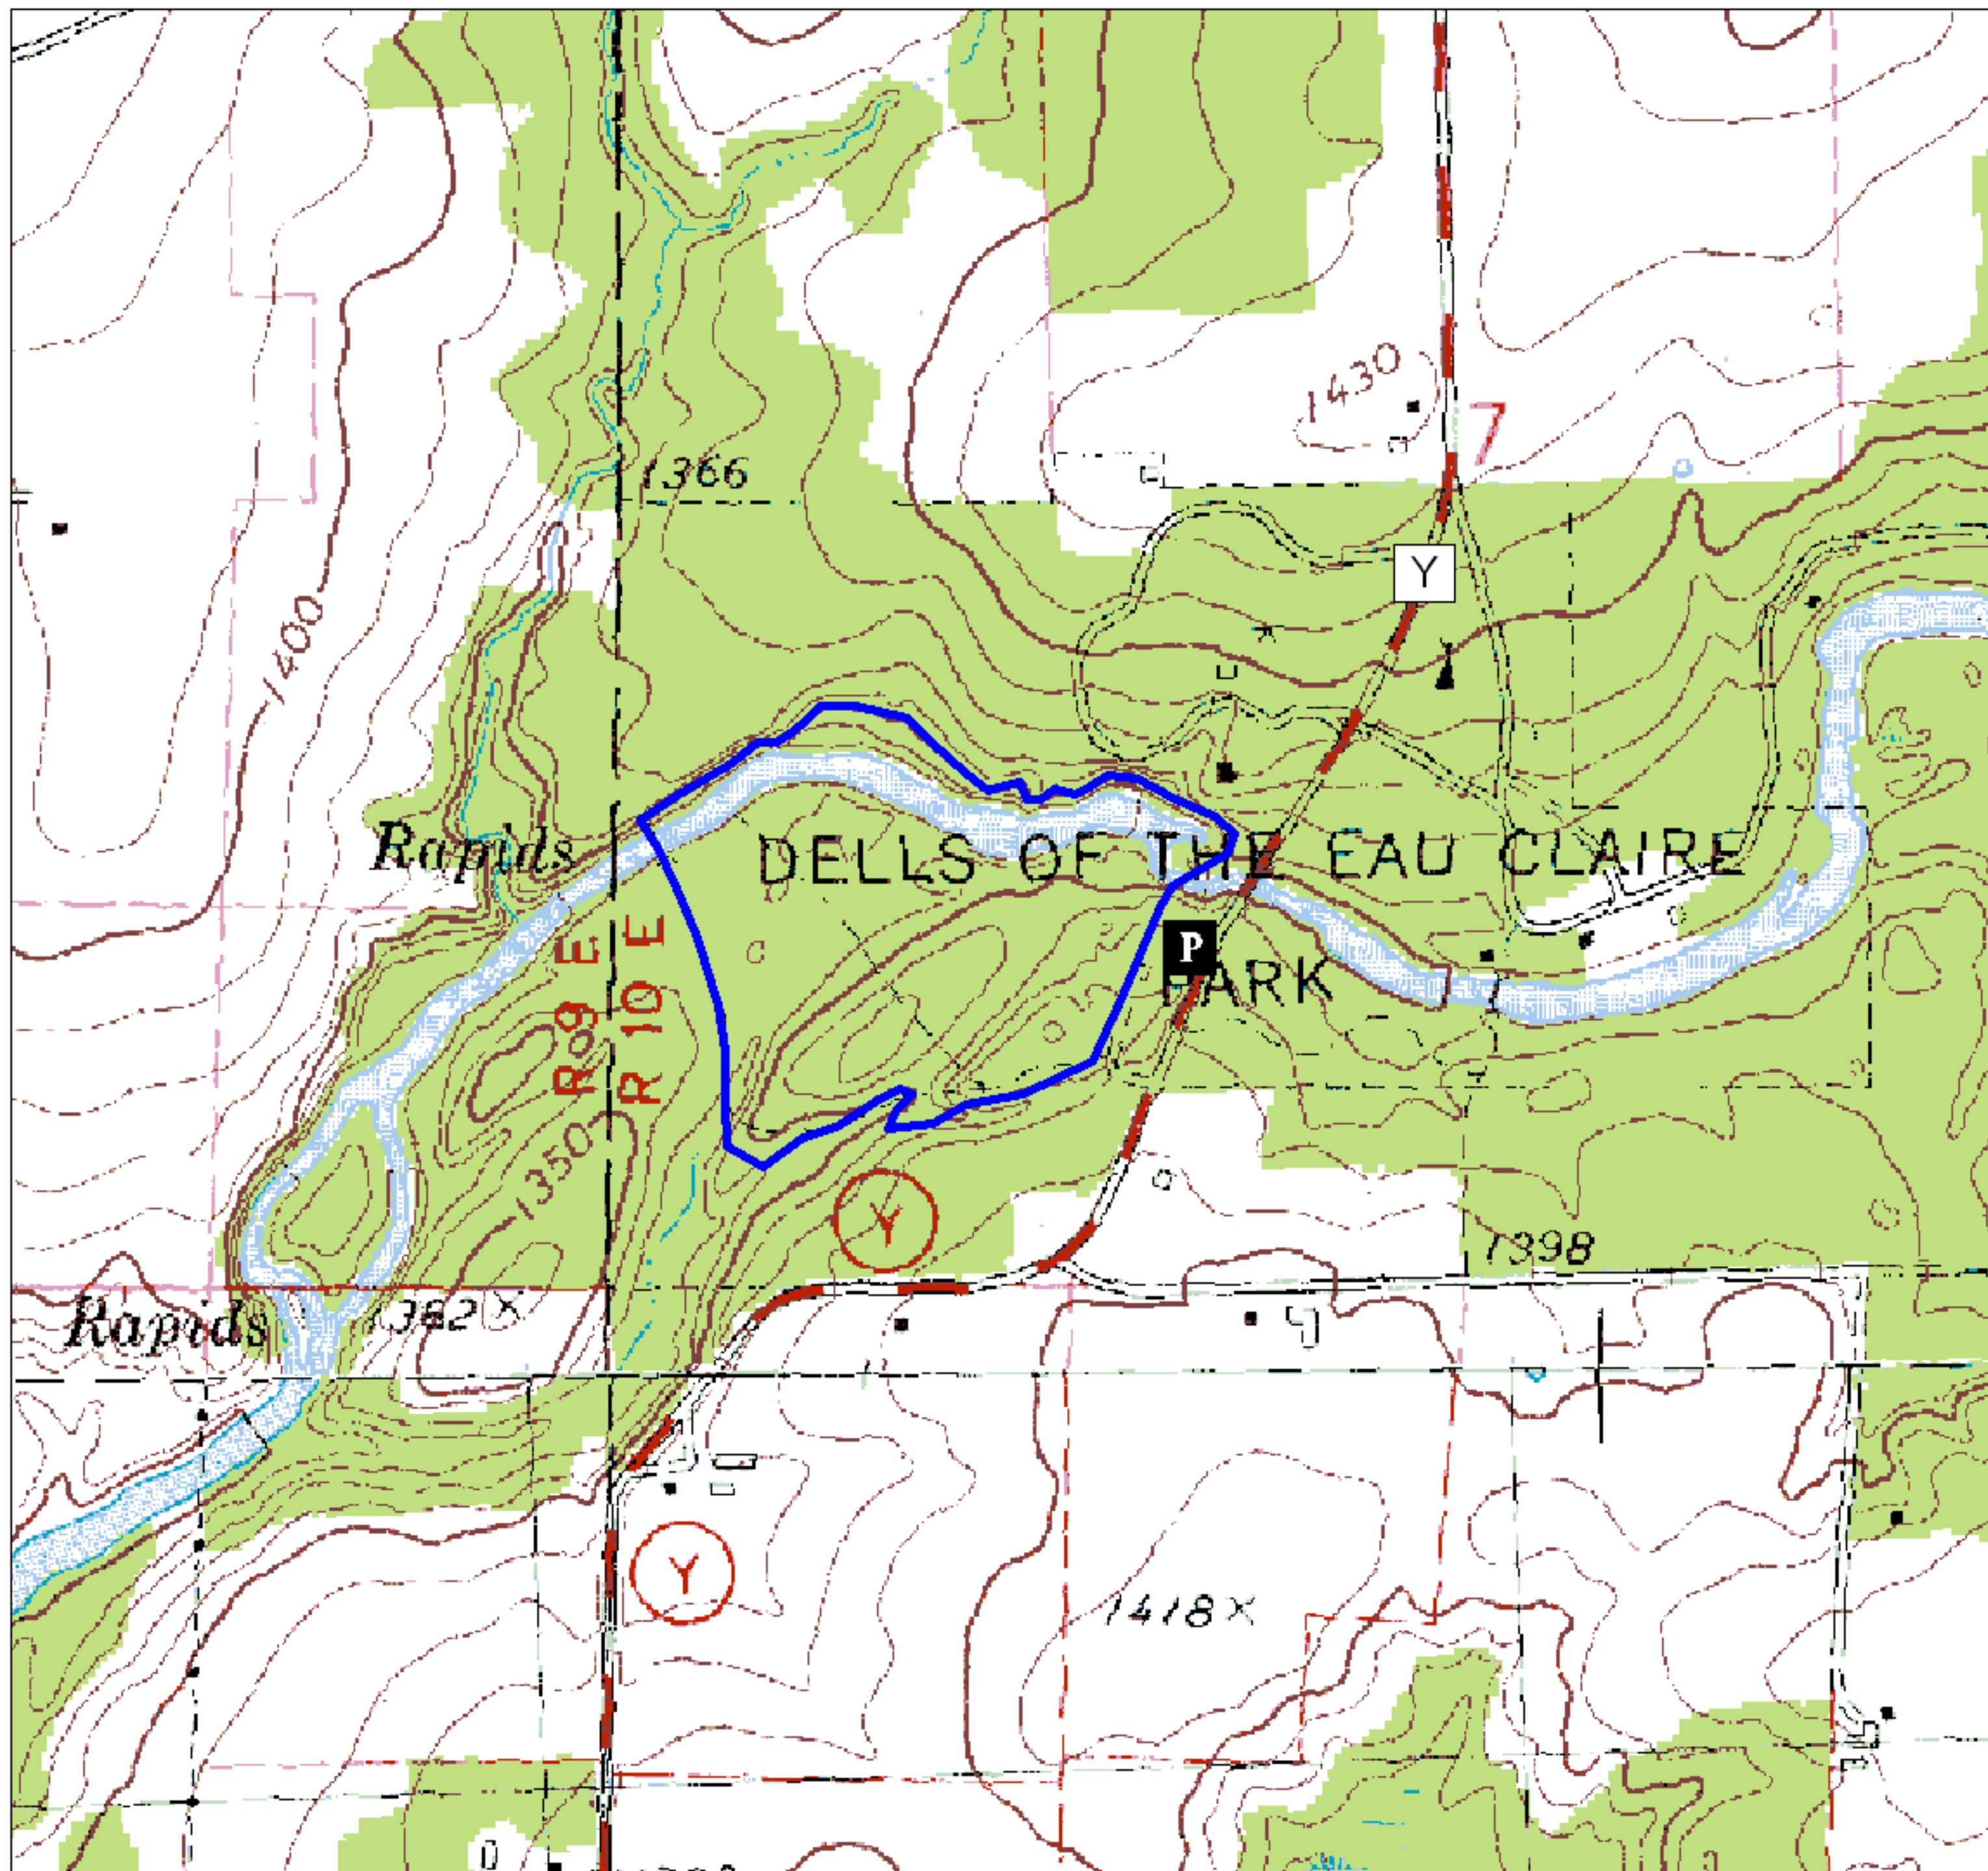 1430
7
1366
Y
1400
Rapids
DELLS OF THE EAU CLAIRE
PARK
P
R 9 E
R 10 E
1350
Y
1398
Rapids
1362
Y
1418